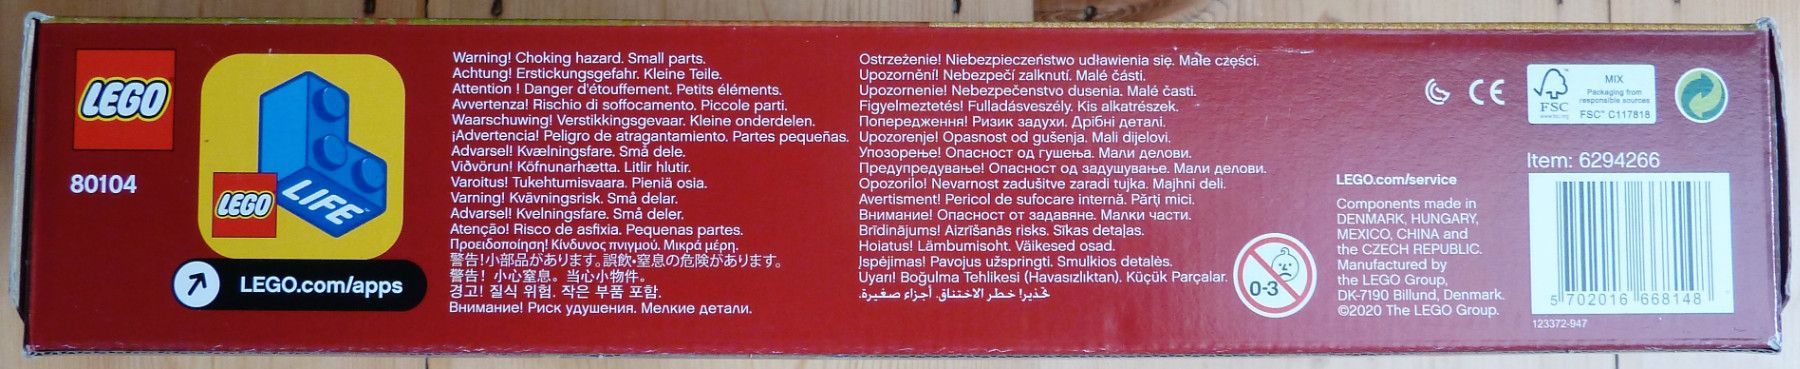 LEGO
80104
LEGO
LIFE™
LEGO.com/apps
Warning! Choking hazard. Small parts.
Achtung! Erstickungsgefahr. Kleine Teile.
Attention ! Danger d'étouffement. Petits éléments.
Avvertenza! Rischio di soffocamento. Piccole parti.
Waarschuwing! Verstikkingsgevaar. Kleine onderdelen.
¡Advertencia! Peligro de atragantamiento. Partes pequeñas.
Advarsel! Kvælningsfare. Små dele.
Viðvörun! Köfnunarhætta. Litlir hlutir.
Varoitus! Tukehtumisvaara. Pieniä osia.
Varning! Kvävningsrisk. Små delar.
Advarsel! Kvelningsfare. Små deler.
Atenção! Risco de asfixia. Pequenas partes.
Προειδοποίηση! Κίνδυνος πνιγμού. Μικρά μέρη.
警告!小部品があります。誤飲•窒息の危険があります。
警告！小心窒息。当心小物件。
경고! 질식 위험. 작은 부품 포함.
Внимание! Риск удушения. Мелкие детали.
Ostrzeżenie! Niebezpieczeństwo udławienia się. Małe części.
Upozornění! Nebezpečí zalknutí. Malé části.
Upozornenie! Nebezpečenstvo dusenia. Malé časti.
Figyelmeztetés! Fulladásveszély. Kis alkatrészek.
Попередження! Ризик задухи. Дрібні деталі.
Upozorenje! Opasnost od gušenja. Mali dijelovi.
Упозорење! Опасност од гушења. Мали делови.
Предупредување! Опасност од задушување. Мали делови.
Opozorilo! Nevarnost zadušitve zaradi tujka. Majhni deli.
Avertisment! Pericol de sufocare internă. Părţi mici.
Внимание! Опасност от задавяне. Малки части.
Brīdinājums! Aizrīšanās risks. Sīkas detaļas.
Hoiatus! Lämbumisoht. Väikesed osad.
Įspėjimas! Pavojus užspringti. Smulkios detalės.
Uyarı! Boğulma Tehlikesi (Havasızlıktan). Küçük Parçalar.
تحذير! خطر الاختناق. أجزاء صغيرة.
0-3
CE
FSC
www.fsc.org
MIX
Packaging from
responsible sources
FSC™ C117818
LEGO.com/service
Components made in
DENMARK, HUNGARY,
MEXICO, CHINA and
the CZECH REPUBLIC.
Manufactured by
the LEGO Group,
DK-7190 Billund, Denmark.
©2020 The LEGO Group.
Item: 6294266
5 702016 668148
123372-947